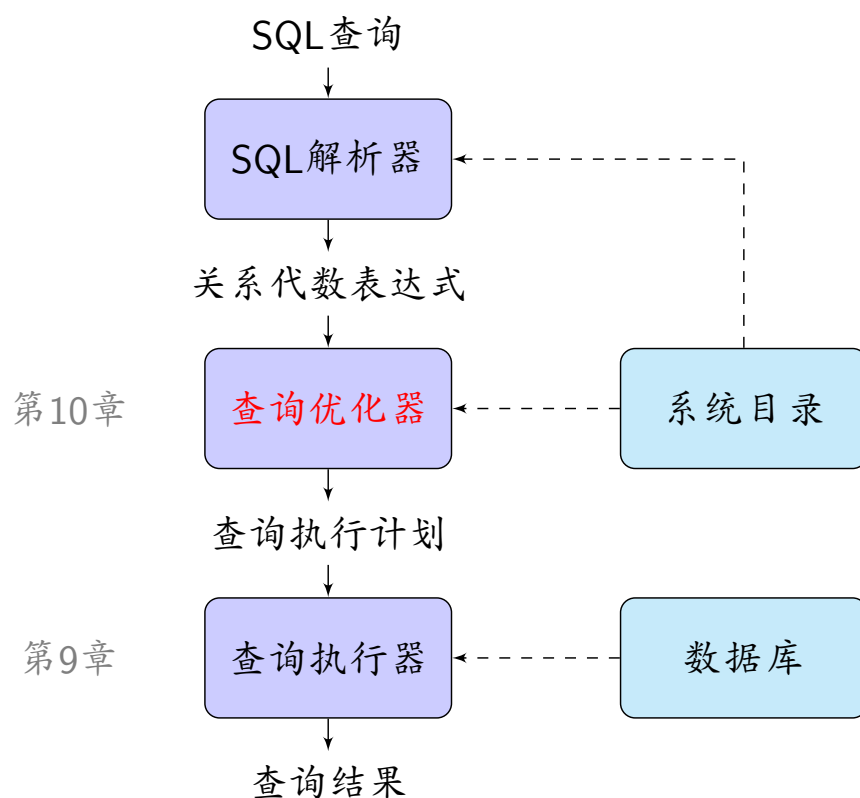 SQL查询
SQL解析器
关系代数表达式
第10章
查询优化器
系统目录
查询执行计划
第9章
查询执行器
数据库
查询结果